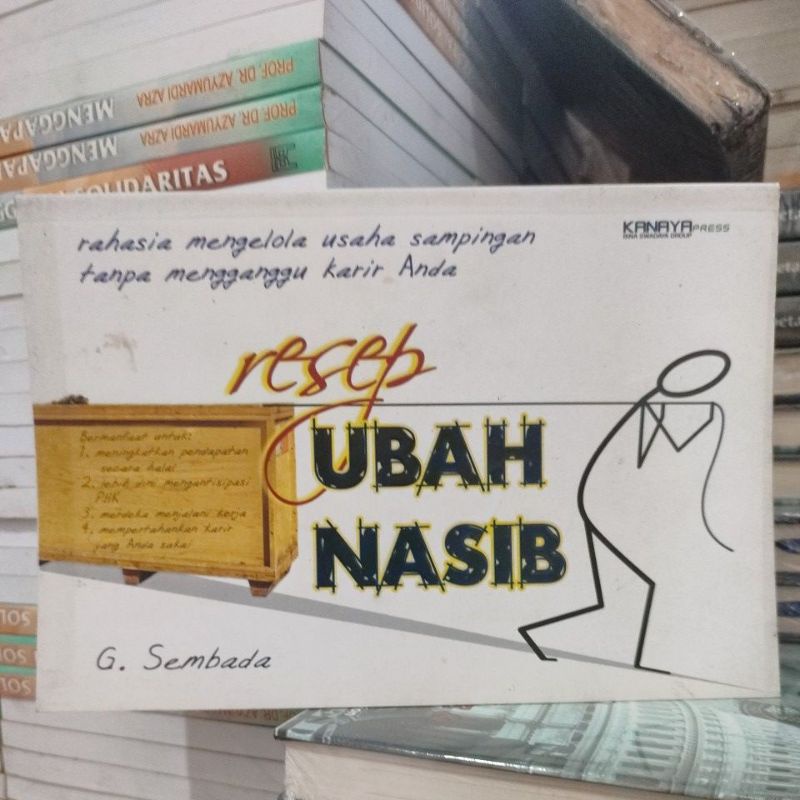 PROF. DR. AZYUMARDI AZRA MENGGAPAI
PROF. DR. AZYUMARDI AZRA MENGGAPAI
SOLIDARITAS
rahasia mengelola usaha sampingan
tanpa mengganggu karir Anda
KANAYA PRESS
resep
UBAH
NASIB
Bermanfaat untuk:
1. meningkatkan pendapatan
secara halal
2. lebih dini mengantisipasi
PHK
3. merdeka menjalani kerja
4. mempertahankan karir
yang Anda sukai
G. Sembada